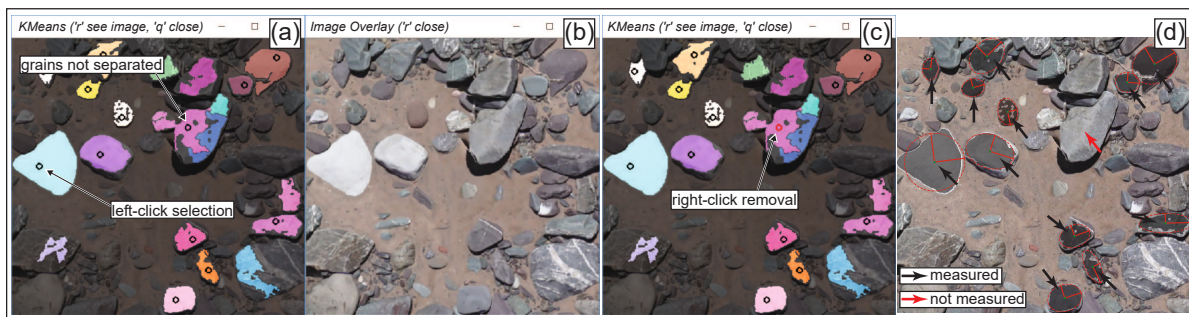 KMeans ('r' see image, 'q' close)
(a)
grains not separated
left-click selection
Image Overlay ('r' close)
(b)
KMeans ('r' see image, 'q' close)
(c)
right-click removal
(d)
measured
not measured